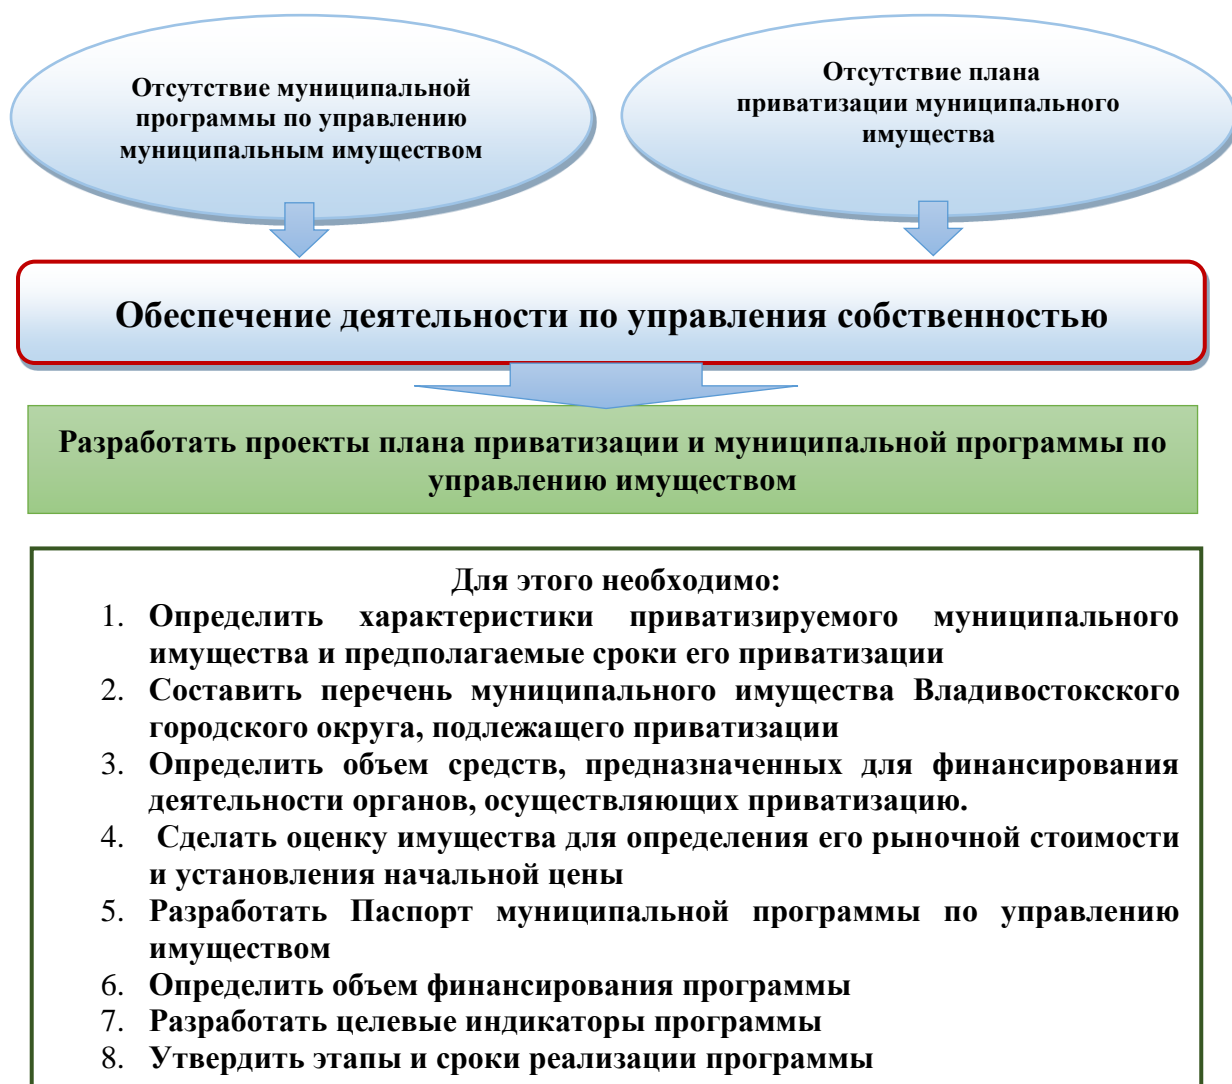 Отсутствие муниципальной
программы по управлению
муниципальным имуществом
Отсутствие плана
приватизации муниципального
имущества
Обеспечение деятельности по управления собственностью
Разработать проекты плана приватизации и муниципальной программы по
управлению имуществом
Для этого необходимо:
1. Определить характеристики приватизируемого муниципального
имущества и предполагаемые сроки его приватизации
2. Составить перечень муниципального имущества Владивостокского
городского округа, подлежащего приватизации
3. Определить объем средств, предназначенных для финансирования
деятельности органов, осуществляющих приватизацию.
4. Сделать оценку имущества для определения его рыночной стоимости
и установления начальной цены
5. Разработать Паспорт муниципальной программы по управлению
имуществом
6. Определить объем финансирования программы
7. Разработать целевые индикаторы программы
8. Утвердить этапы и сроки реализации программы